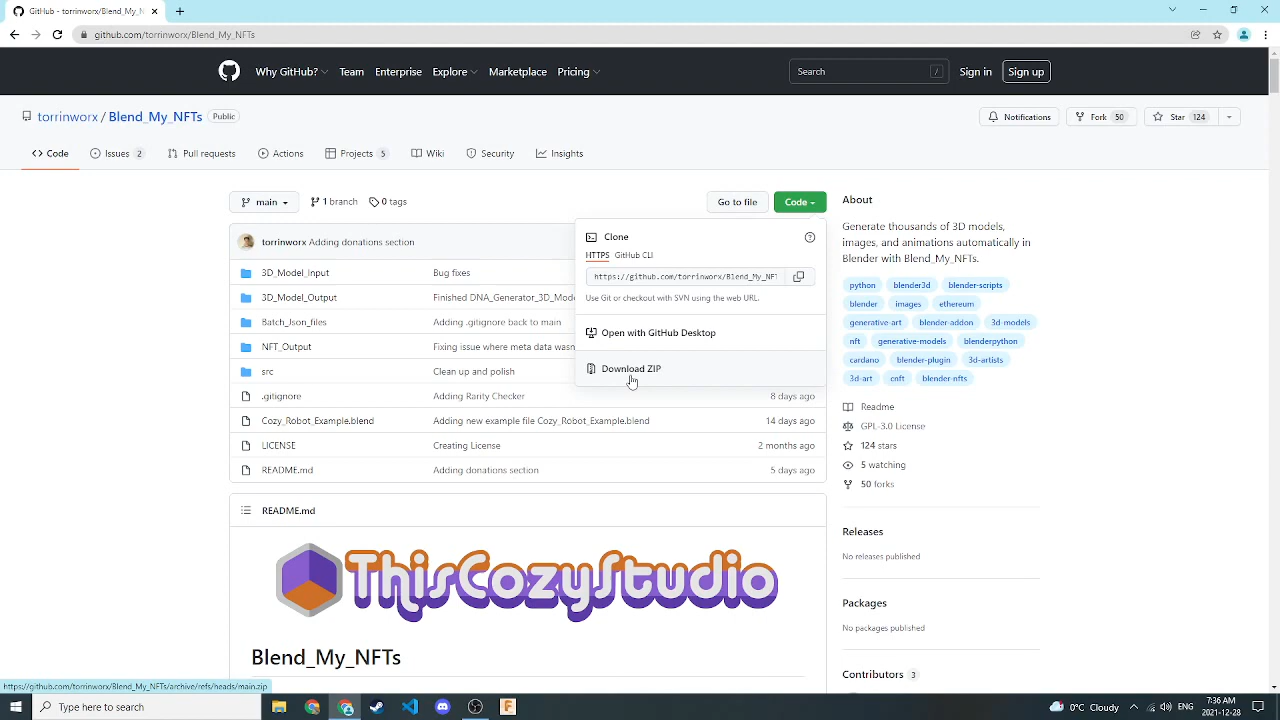 GitHub - torrinworx/Blend_My_N
github.com/torrinworx/Blend_My_NFTs
Why GitHub? Team Enterprise Explore Marketplace Pricing Search / Sign in Sign up
torrinworx / Blend_My_NFTs Public Notifications Fork 50 Star 124
Code Issues 2 Pull requests Actions Projects 5 Wiki Security Insights
main 1 branch 0 tags Go to file Code
torrinworx Adding donations section
3D_Model_Input Bug fixes
3D_Model_Output Finished DNA_Generator_3D_Mode
Batch_Json_files Adding .gitignore back to main
NFT_Output Fixing issue where meta data wasn
src Clean up and polish
.gitignore Adding Rarity Checker 8 days ago
Cozy_Robot_Example.blend Adding new example file Cozy_Robot_Example.blend 14 days ago
LICENSE Creating License 2 months ago
README.md Adding donations section 5 days ago
Clone
HTTPS GitHub CLI
https://github.com/torrinworx/Blend_My_NFT
Use Git or checkout with SVN using the web URL.
Open with GitHub Desktop
Download ZIP
README.md
ThisCozyStudio
Blend_My_NFTs
About
Generate thousands of 3D models,
images, and animations automatically in
Blender with Blend_My_NFTs.
python blender3d blender-scripts
blender images ethereum
generative-art blender-addon 3d-models
nft generative-models blenderpython
cardano blender-plugin 3d-artists
3d-art cnft blender-nfts
Readme
GPL-3.0 License
124 stars
5 watching
50 forks
Releases
No releases published
Packages
No packages published
Contributors 3
https://github.com/torrinworx/Blend_My_NFTs/archive/refs/heads/main.zip
Type here to search
0°C Cloudy ENG 7:36 AM
2021-12-28